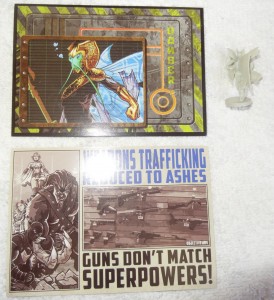 WEAPONS TRAFFICKING
REDUCED TO ASHES
GUNS DON'T MATCH
SUPERPOWERS!